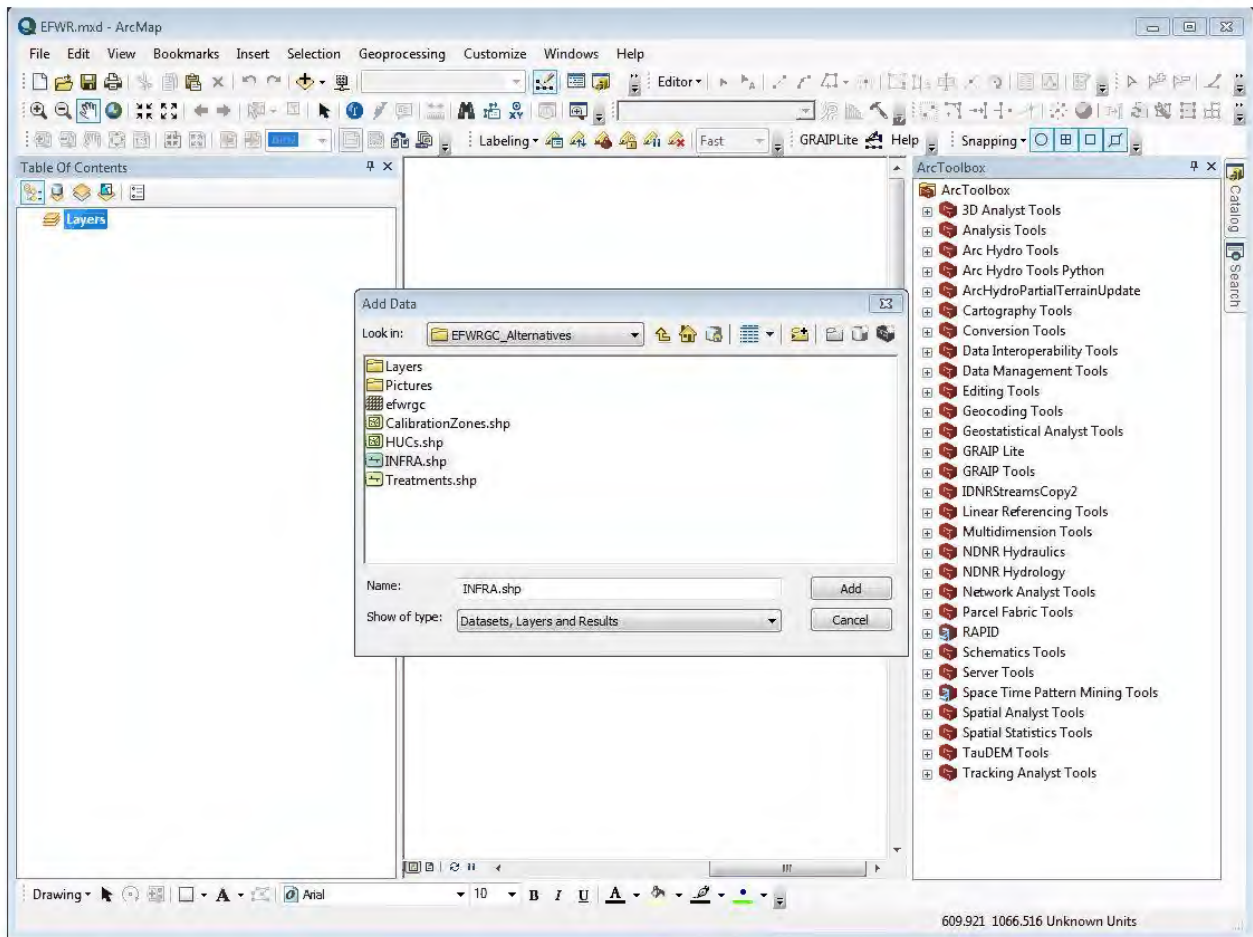 EFWR.mxd - ArcMap
File Edit View Bookmarks Insert Selection Geoprocessing Customize Windows Help
Editor
Labeling Fast GRAIPLite Help Snapping
Table Of Contents
Layers
ArcToolbox
ArcToolbox
3D Analyst Tools
Analysis Tools
Arc Hydro Tools
Arc Hydro Tools Python
ArcHydroPartialTerrainUpdate
Cartography Tools
Conversion Tools
Data Interoperability Tools
Data Management Tools
Editing Tools
Geocoding Tools
Geostatistical Analyst Tools
GRAIP Lite
GRAIP Tools
IDNRStreamsCopy2
Linear Referencing Tools
Multidimension Tools
NDNR Hydraulics
NDNR Hydrology
Network Analyst Tools
Parcel Fabric Tools
RAPID
Schematics Tools
Server Tools
Space Time Pattern Mining Tools
Spatial Analyst Tools
Spatial Statistics Tools
TauDEM Tools
Tracking Analyst Tools
Catalog
Search
Add Data
Look in: EFWRGC_Alternatives
Layers
Pictures
efwrgc
CalibrationZones.shp
HUCs.shp
INFRA.shp
Treatments.shp
Name: INFRA.shp
Add
Show of type: Datasets, Layers and Results
Cancel
Drawing A Arial 10 B I U A
609.921 1066.516 Unknown Units